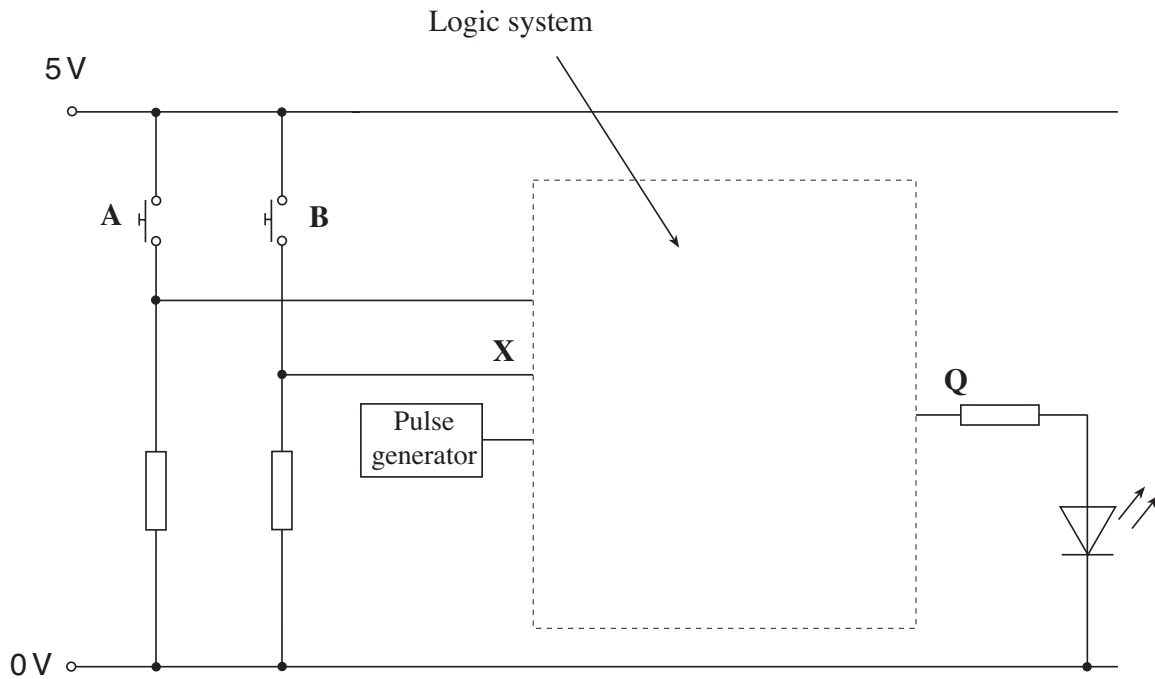 Logic system
5 V
A
B
X
Pulse
generator
Q
0 V